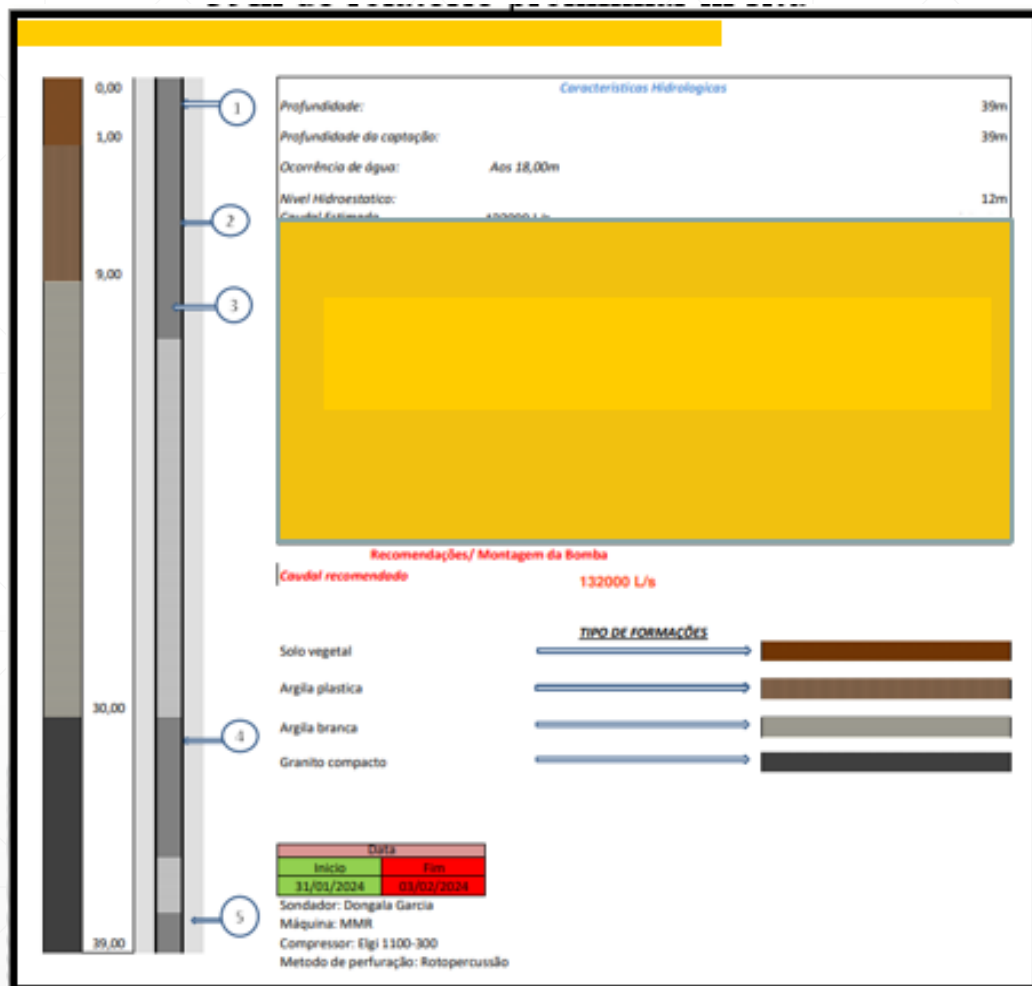 0,00
1,00
9,00
30,00
39,00
1
2
3
4
5
Caracteristicas Hidrologicas
Profundidade: 39m
Profundidade da captação: 39m
Ocorrência de água: Aos 18,00m
Nivel Hidroestatico: 12m
Caudal Estimado
Recomendações/ Montagem da Bomba
Caudal recomendado 132000 L/s
TIPO DE FORMAÇÕES
Solo vegetal
Argila plastica
Argila branca
Granito compacto
Data
Inicio Fim
31/01/2024 03/02/2024
Sondador: Dongala Garcia
Máquina: MMR
Compressor: Elgi 1100-300
Metodo de perfuração: Rotopercussão